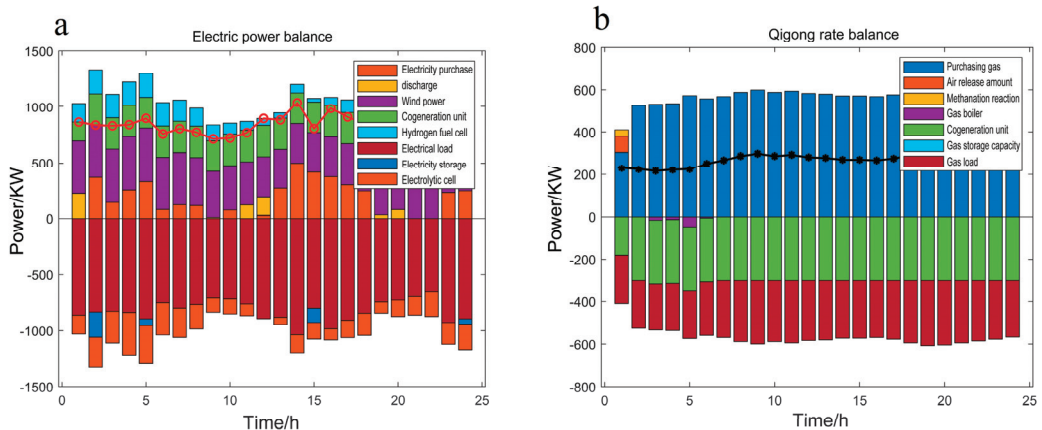 a
Electric power balance
1500
1000
500
0
-500
-1000
-1500
Power/KW
0
5
10
15
20
25
Time/h
Electricity purchase
discharge
Wind power
Cogeneration unit
Hydrogen fuel cell
Electrical load
Electricity storage
Electrolytic cell
b
Qigong rate balance
800
600
400
200
0
-200
-400
-600
-800
Power/KW
0
5
10
15
20
25
Time/h
Purchasing gas
Air release amount
Methanation reaction
Gas boiler
Cogeneration unit
Gas storage capacity
Gas load